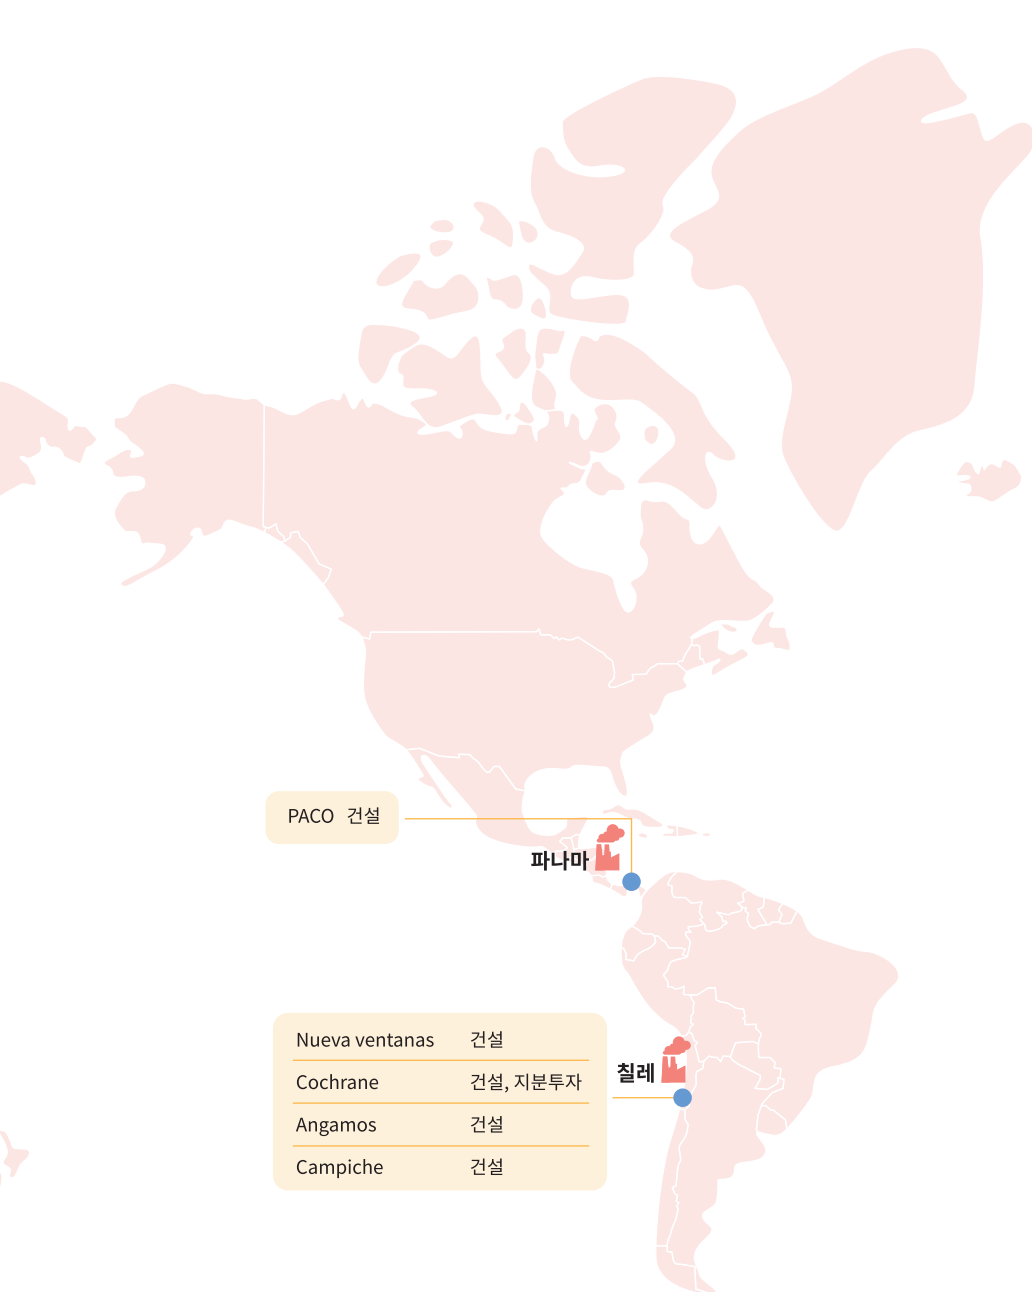 PACO 건설
파나마
Nueva ventanas 건설
Cochrane 건설, 지분투자
칠레
Angamos 건설
Campiche 건설